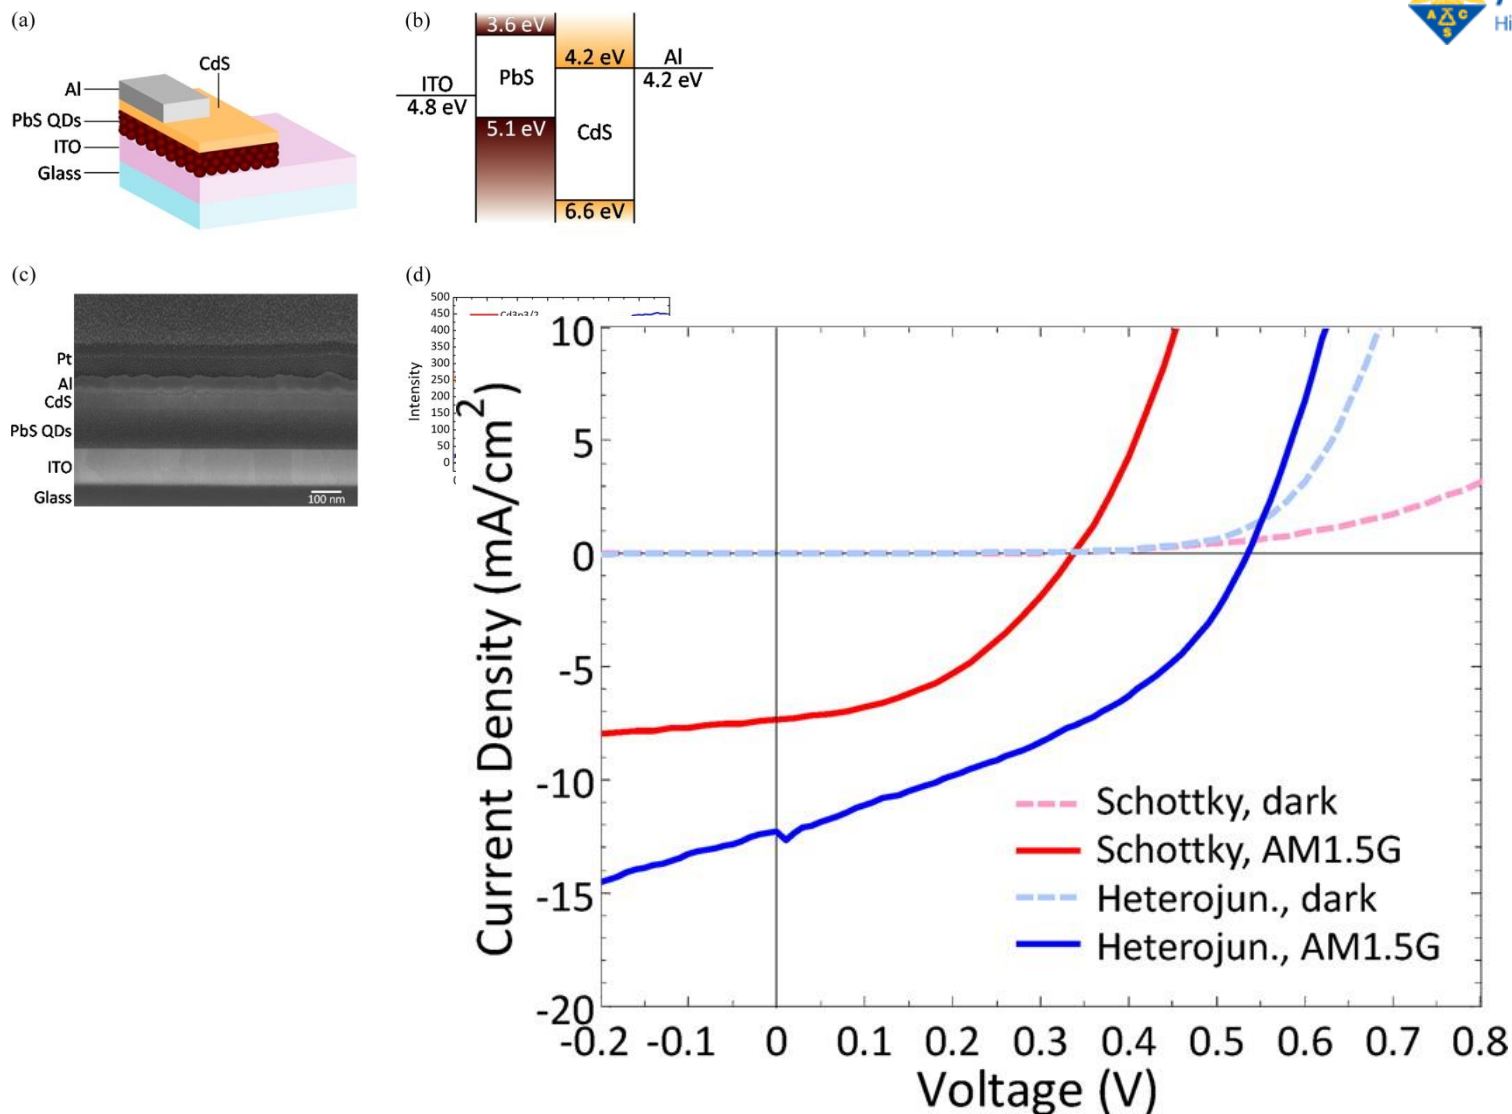 (a)
CdS
Al
PbS QDs
ITO
Glass
(b)
3.6 eV
4.2 eV
Al
ITO
PbS
4.2 eV
4.8 eV
5.1 eV
CdS
6.6 eV
A C
S
Hi
(c)
Pt
Al
CdS
PbS QDs
ITO
Glass
100 nm
(d)
500
450
400
350
300
250
200
150
100
50
0
Intensity
Cd3p3/2
10
5
0
-5
-10
-15
-20
Current Density (mA/cm²)
Schottky, dark
Schottky, AM1.5G
Heterojun., dark
Heterojun., AM1.5G
-0.2 -0.1 0 0.1 0.2 0.3 0.4 0.5 0.6 0.7 0.8
Voltage (V)